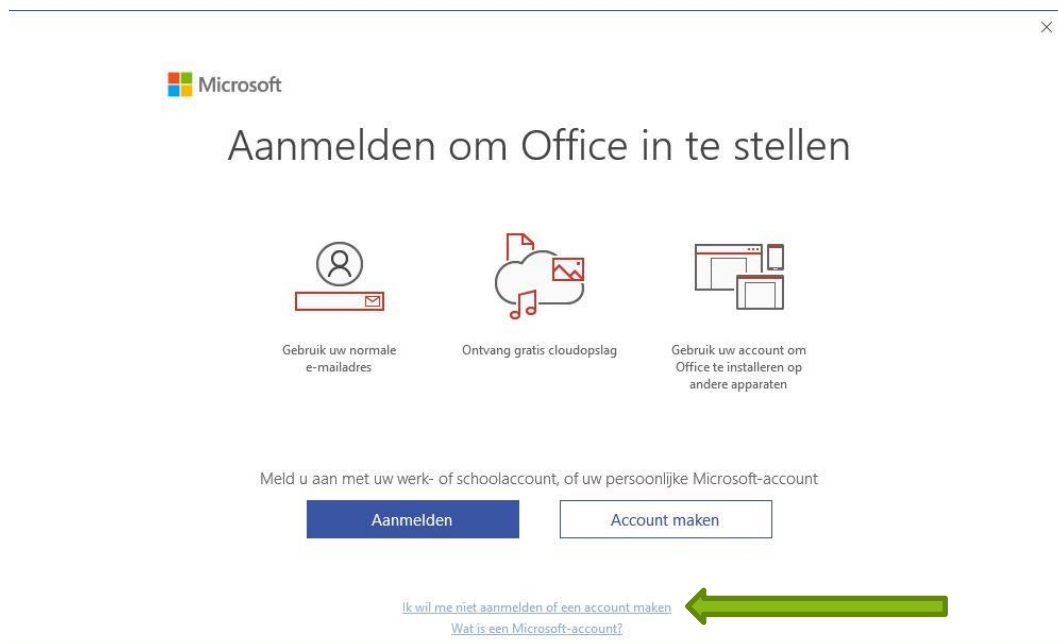 Microsoft
Aanmelden om Office in te stellen
Gebruik uw normale
e-mailadres
Ontvang gratis cloudopslag
Gebruik uw account om
Office te installeren op
andere apparaten
Meld u aan met uw werk- of schoolaccount, of uw persoonlijke Microsoft-account
Aanmelden
Account maken
Ik wil me niet aanmelden of een account maken
Wat is een Microsoft-account?